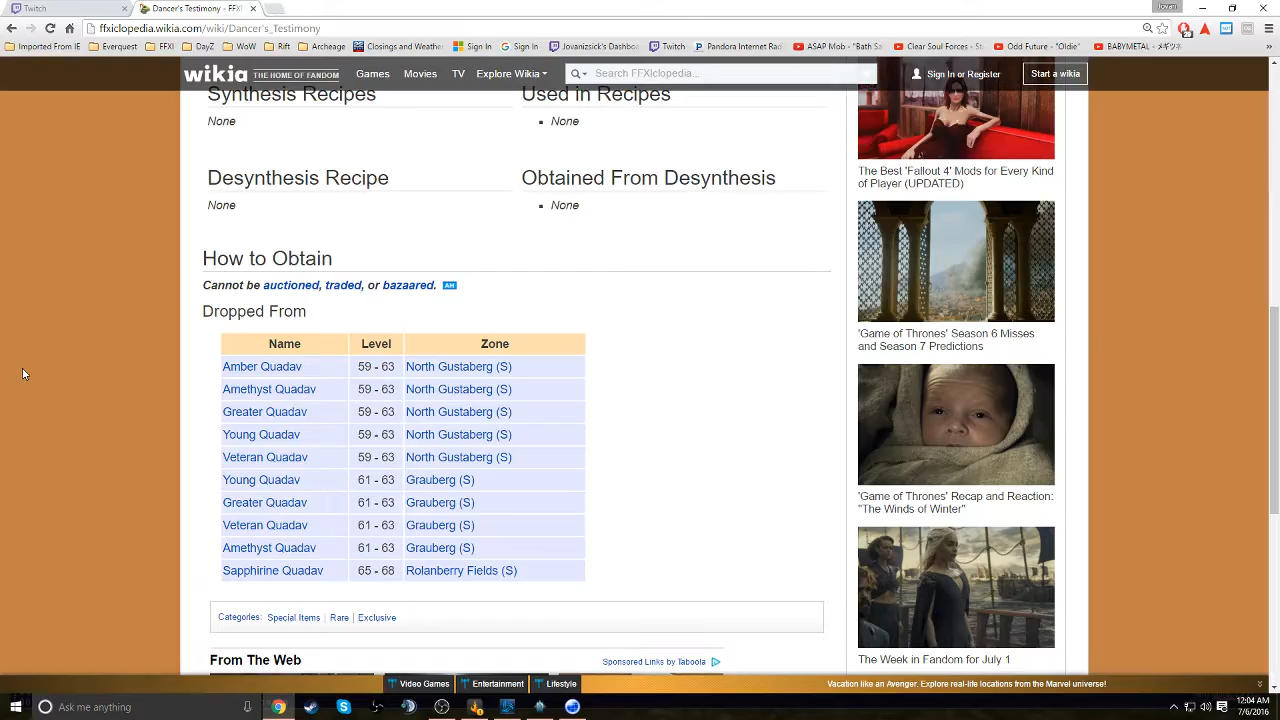 Twitch
Dancer's Testimony - FFXI
Joven
ffxiclopedia.wikia.com/wiki/Dancer's_Testimony
Imported From IE
Everquest
FFXI
DayZ
WoW
Rift
Archeage
Closings and Weathe
Sign In
Sign in
Jovanizick's Dashbo
Twitch
Pandora Internet Rad
ASAP Mob - "Bath Sa
Clear Soul Forces - S
Odd Future - "Oldie"
wikia THE HOME OF FANDOM
Games
Movies
TV
Explore Wikia
Search FFXIclopedia...
Sign In or Register
Start a wikia
Synthesis Recipes
Used in Recipes
None
None
Desynthesis Recipe
Obtained From Desynthesis
None
None
How to Obtain
Cannot be auctioned, traded, or bazaared. AH
Dropped From
Name Level Zone
Amber Quadav 59 - 63 North Gustaberg (S)
Amethyst Quadav 59 - 63 North Gustaberg (S)
Greater Quadav 59 - 63 North Gustaberg (S)
Young Quadav 59 - 63 North Gustaberg (S)
Veteran Quadav 59 - 63 North Gustaberg (S)
Young Quadav 61 - 63 Grauberg (S)
Greater Quadav 61 - 63 Grauberg (S)
Veteran Quadav 61 - 63 Grauberg (S)
Amethyst Quadav 61 - 63 Grauberg (S)
Sapphirine Quadav 65 - 68 Rolanberry Fields (S)
Categories: Special Items | Rare | Exclusive
From The Web
Sponsored Links by Taboola
The Best 'Fallout 4' Mods for Every Kind
of Player (UPDATED)
'Game of Thrones' Season 6 Misses
and Season 7 Predictions
'Game of Thrones' Recap and Reaction:
"The Winds of Winter"
The Week in Fandom for July 1
Video Games
Entertainment
Lifestyle
Vacation like an Avenger. Explore real-life locations from the Marvel universe!
Ask me anything
12:04 AM
7/6/2016